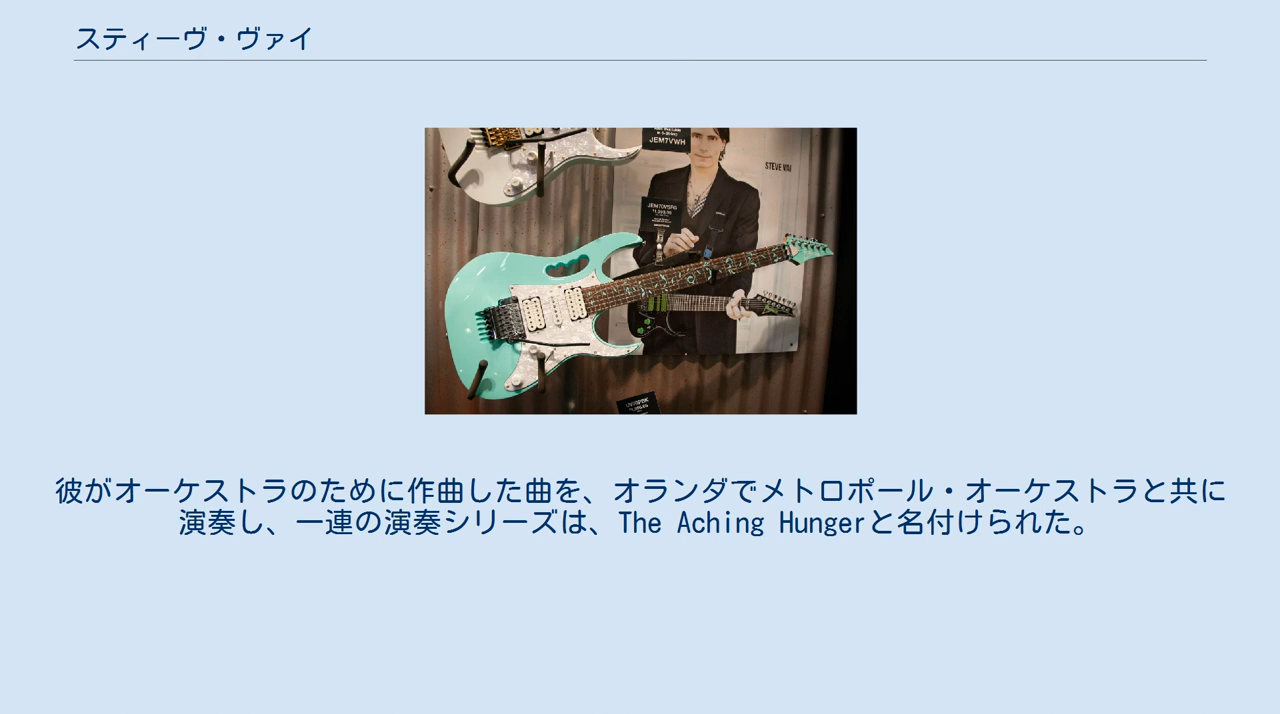 スティーヴ・ヴァイ
JEM7VWH
STEVE VAI
JEM70VSFG
彼がオーケストラのために作曲した曲を、オランダでメトロポール・オーケストラと共に
演奏し、一連の演奏シリーズは、The Aching Hungerと名付けられた。